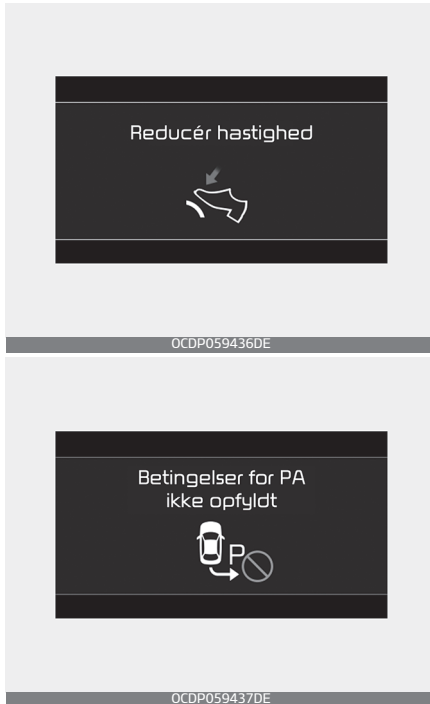 Reducér hastighed
OCDP059436DE
Betingelser for PA
ikke opfyldt
P
OCDP059437DE